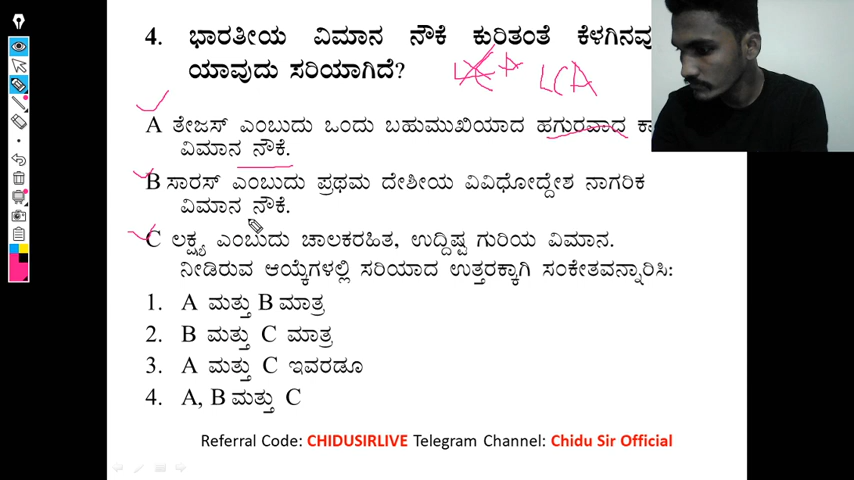 4. ಭಾರತೀಯ ವಿಮಾನ ನೌಕೆ ಕುರಿತಂತೆ ಕೆಳಗಿನವು
ಯಾವುದು ಸರಿಯಾಗಿದೆ?
LCA
A ತೇಜಸ್ ಎಂಬುದು ಒಂದು ಬಹುಮುಖಿಯಾದ ಹಗುರವಾದ
ವಿಮಾನ ನೌಕೆ.
B ಸಾರಸ್ ಎಂಬುದು ಪ್ರಥಮ ದೇಶೀಯ ವಿವಿಧೋದ್ದೇಶ ನಾಗರಿಕ
ವಿಮಾನ ನೌಕೆ.
C ಲಕ್ಷ್ಯ ಎಂಬುದು ಚಾಲಕರಹಿತ, ಉದ್ದಿಷ್ಟ ಗುರಿಯ ವಿಮಾನ.
ನೀಡಿರುವ ಆಯ್ಕೆಗಳಲ್ಲಿ ಸರಿಯಾದ ಉತ್ತರಕ್ಕಾಗಿ ಸಂಕೇತವನ್ನಾರಿಸಿ:
1. A ಮತ್ತು B ಮಾತ್ರ
2. B ಮತ್ತು C ಮಾತ್ರ
3. A ಮತ್ತು C ಇವರಡೂ
4. A, B ಮತ್ತು C
Referral Code: CHIDUSIRLIVE Telegram Channel: Chidu Sir Official